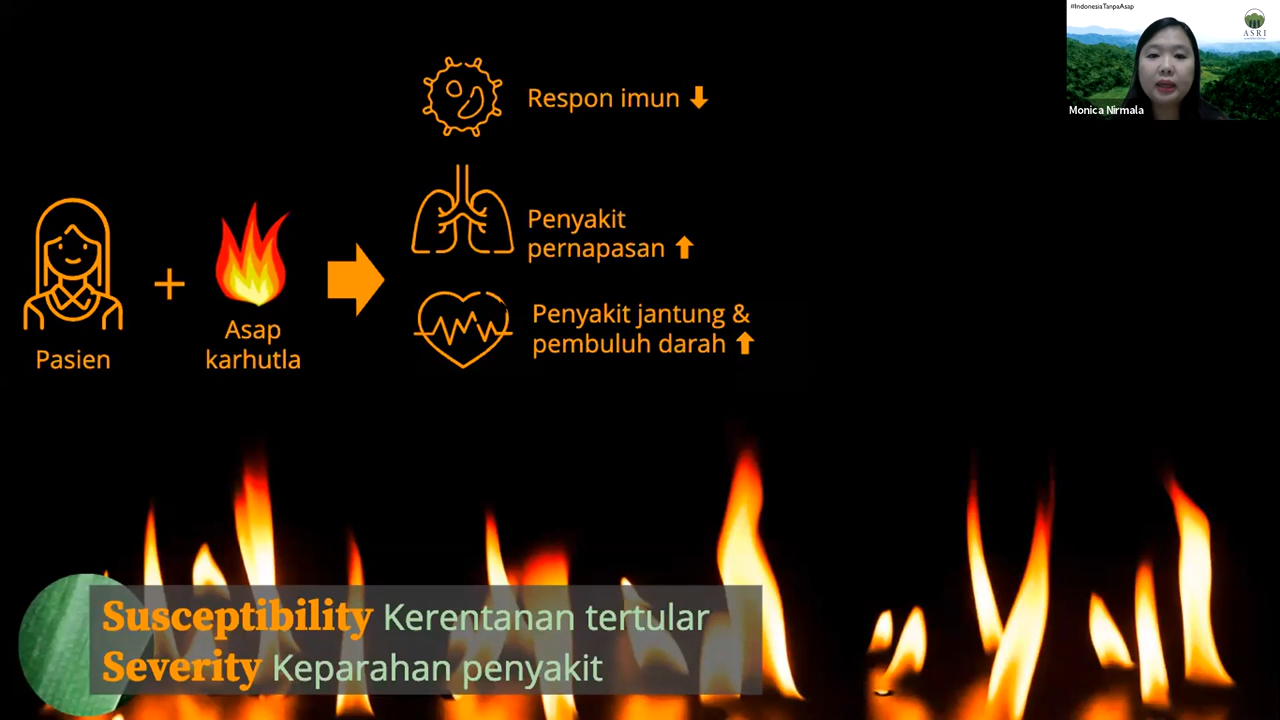 #IndonesiaTanpaAsap
ASRI
Monica Nirmala
Respon imun
Penyakit
pernapasan
Penyakit jantung &
pembuluh darah
+
Asap
karhutla
Pasien
Susceptibility Kerentanan tertular
Severity Keparahan penyakit